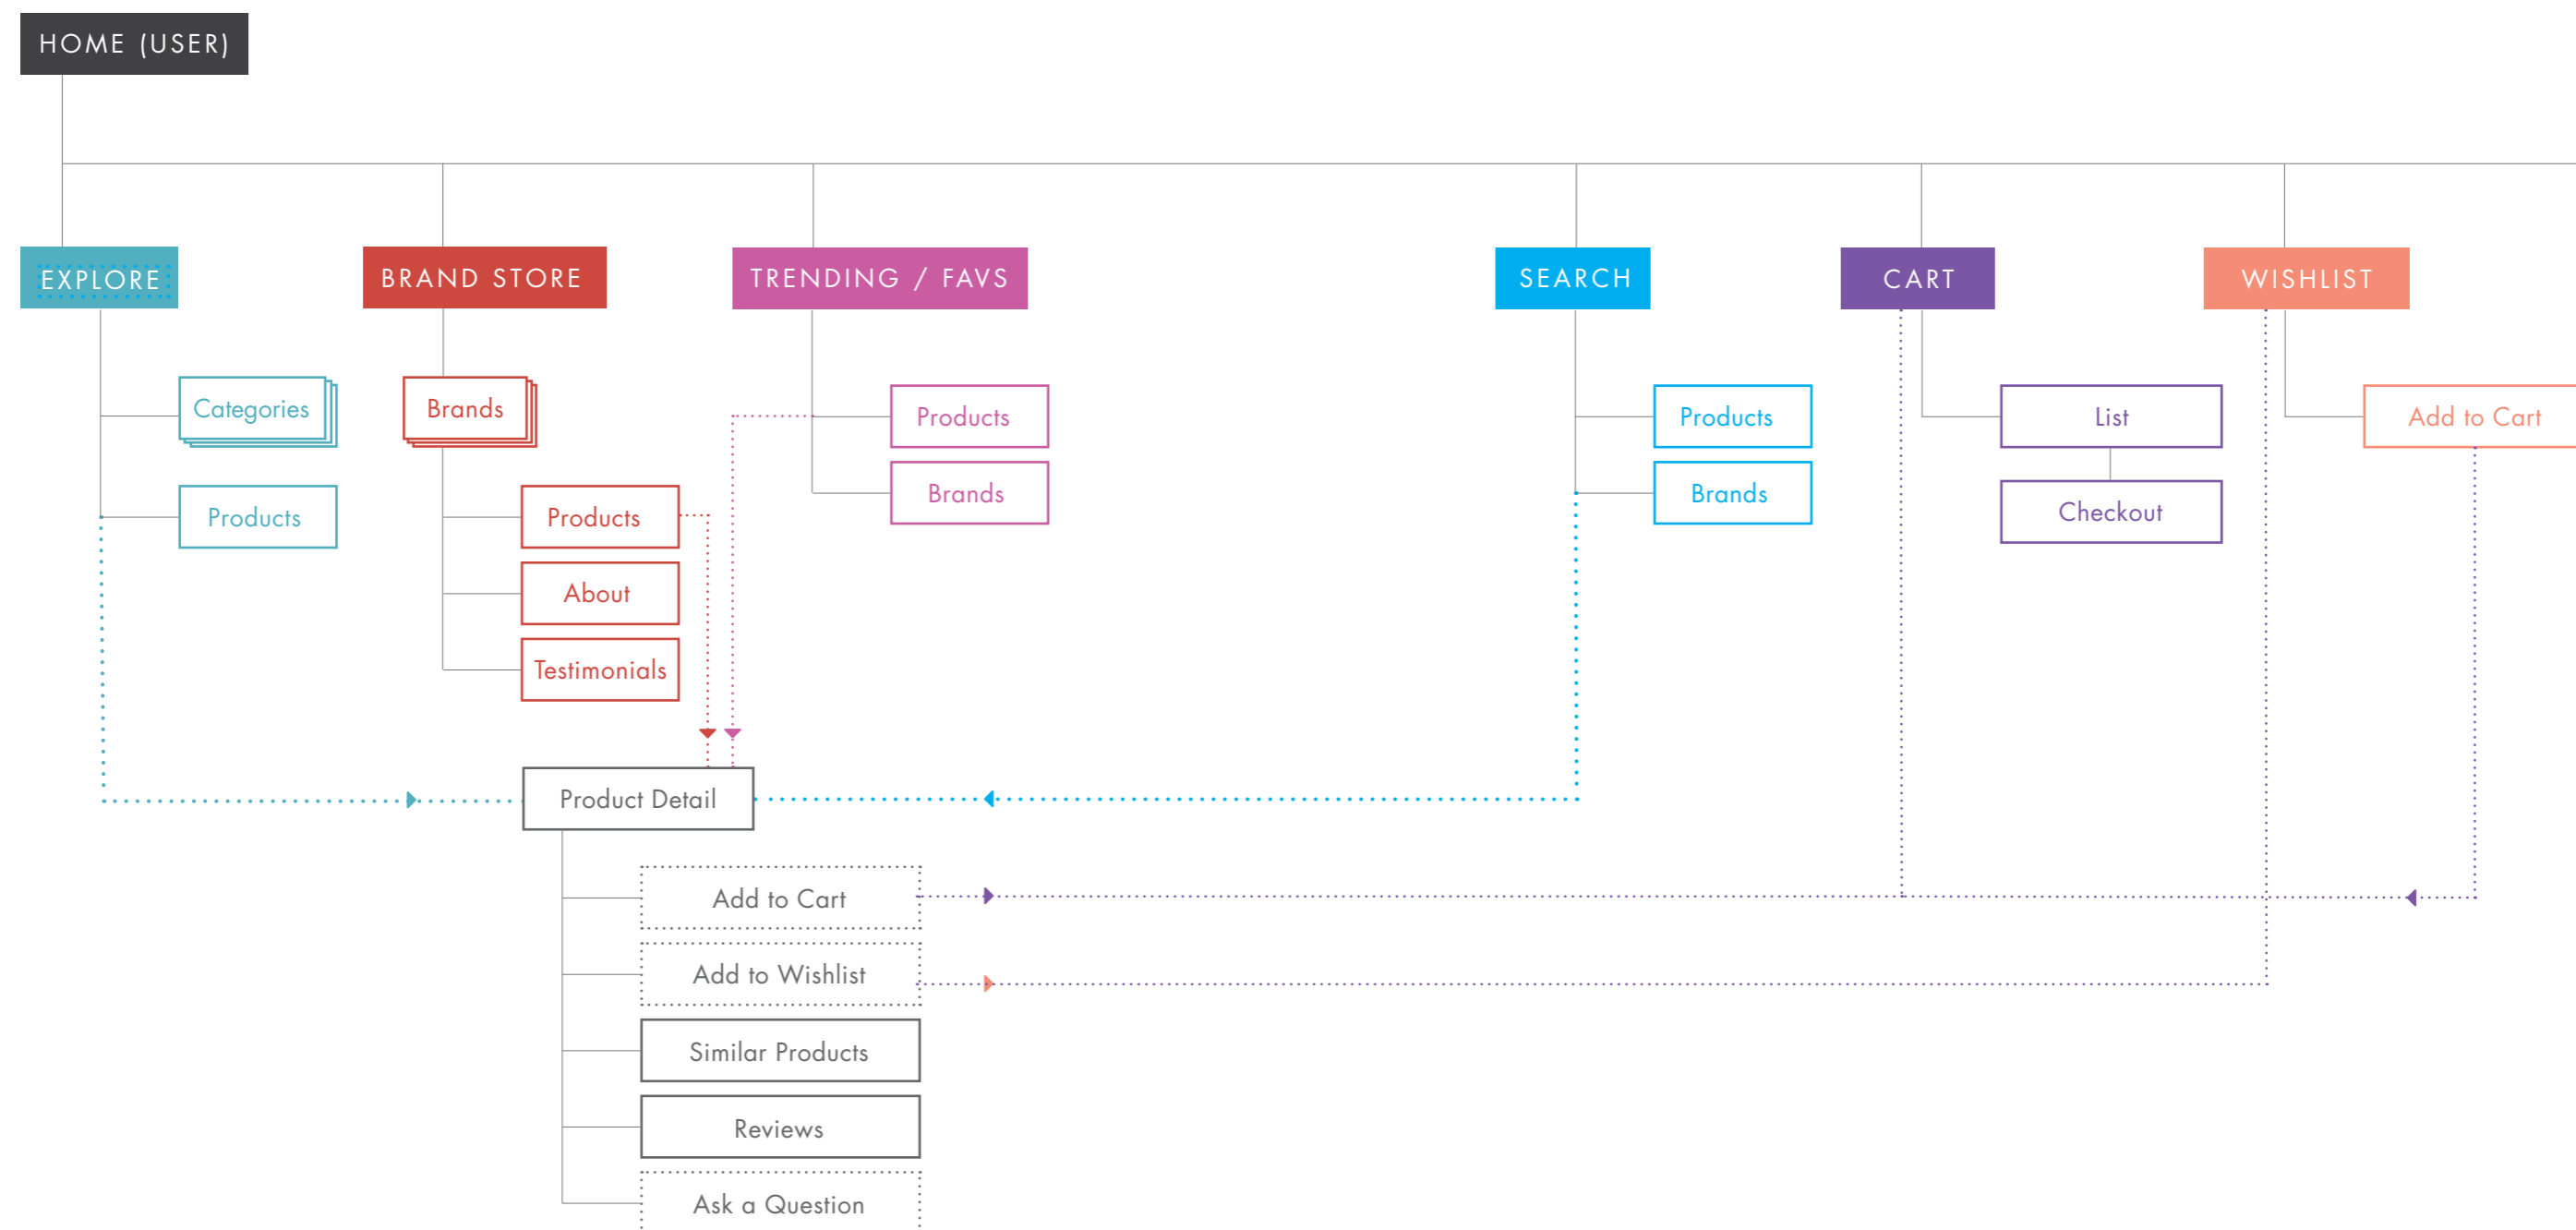 HOME (USER)
EXPLORE
BRAND STORE
TRENDING / FAVS
SEARCH
CART
WISHLIST
Categories
Products
Brands
Products
About
Testimonials
Products
Brands
Products
Brands
List
Checkout
Add to Cart
Product Detail
Add to Cart
Add to Wishlist
Similar Products
Reviews
Ask a Question